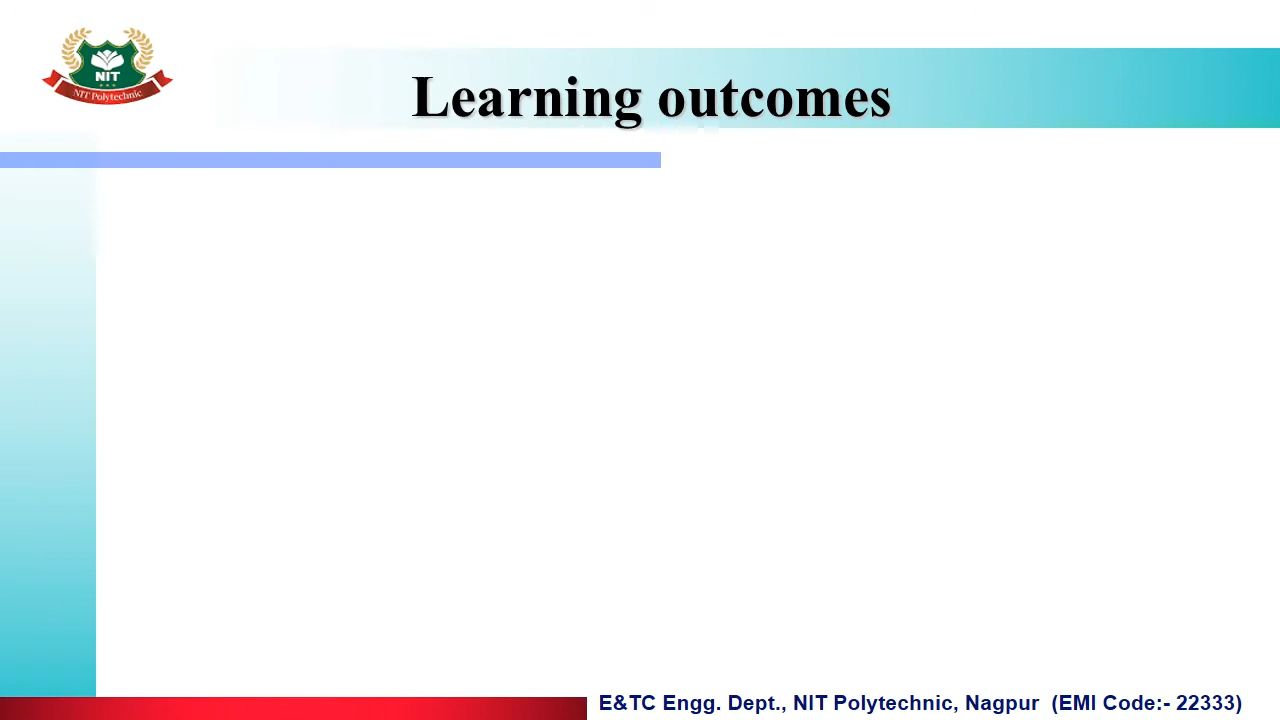 NIT
NIT Polytechnic
Learning outcomes
E&TC Engg. Dept., NIT Polytechnic, Nagpur (EMI Code:- 22333)